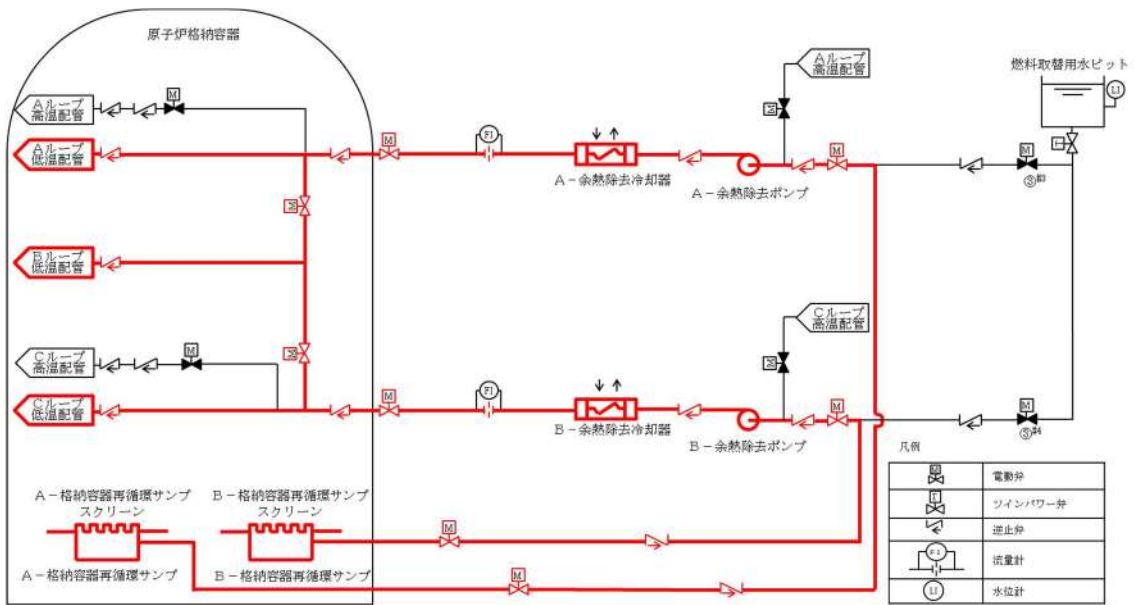 原子炉格納容器
Aループ
高温配管
M
Aループ
低温配管
M
FI
A-余熱除去冷却器
A-余熱除去ポンプ
M
Aループ
高温配管
M
燃料取替用水ピット
LI
T
M
M
Bループ
低温配管
Cループ
高温配管
M
M
Cループ
低温配管
M
FI
B-余熱除去冷却器
B-余熱除去ポンプ
M
Cループ
高温配管
M
M
A-格納容器再循環サンプ
スクリーン
B-格納容器再循環サンプ
スクリーン
A-格納容器再循環サンプ
B-格納容器再循環サンプ
M
M
凡例
M
電動弁
T
ツインパワー弁
逆止弁
FI
流量計
LI
水位計